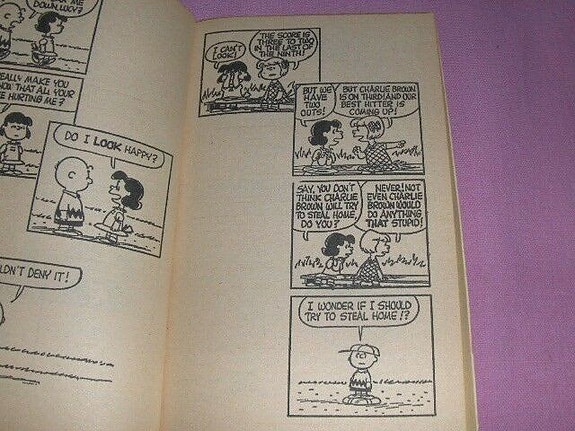 ME
DOWN, LUCY?
EALLY MAKE YOU
NOW THAT ALL YOUR
E HURTING ME?
DO I LOOK HAPPY?
LDN'T DENY IT!
I CAN'T
LOOK!
THE SCORE IS
THREE TO TWO
IN THE LAST OF
THE NINTH!
BUT WE
HAVE
TWO
OUTS!
BUT CHARLIE BROWN
IS ON THIRD! AND OUR
BEST HITTER IS
COMING UP!
SAY, YOU DON'T
THINK CHARLIE
BROWN WILL TRY
TO STEAL HOME,
DO YOU?
NEVER! NOT
EVEN CHARLIE
BROWN WOULD
DO ANYTHING
THAT STUPID!
I WONDER IF I SHOULD
TRY TO STEAL HOME!?